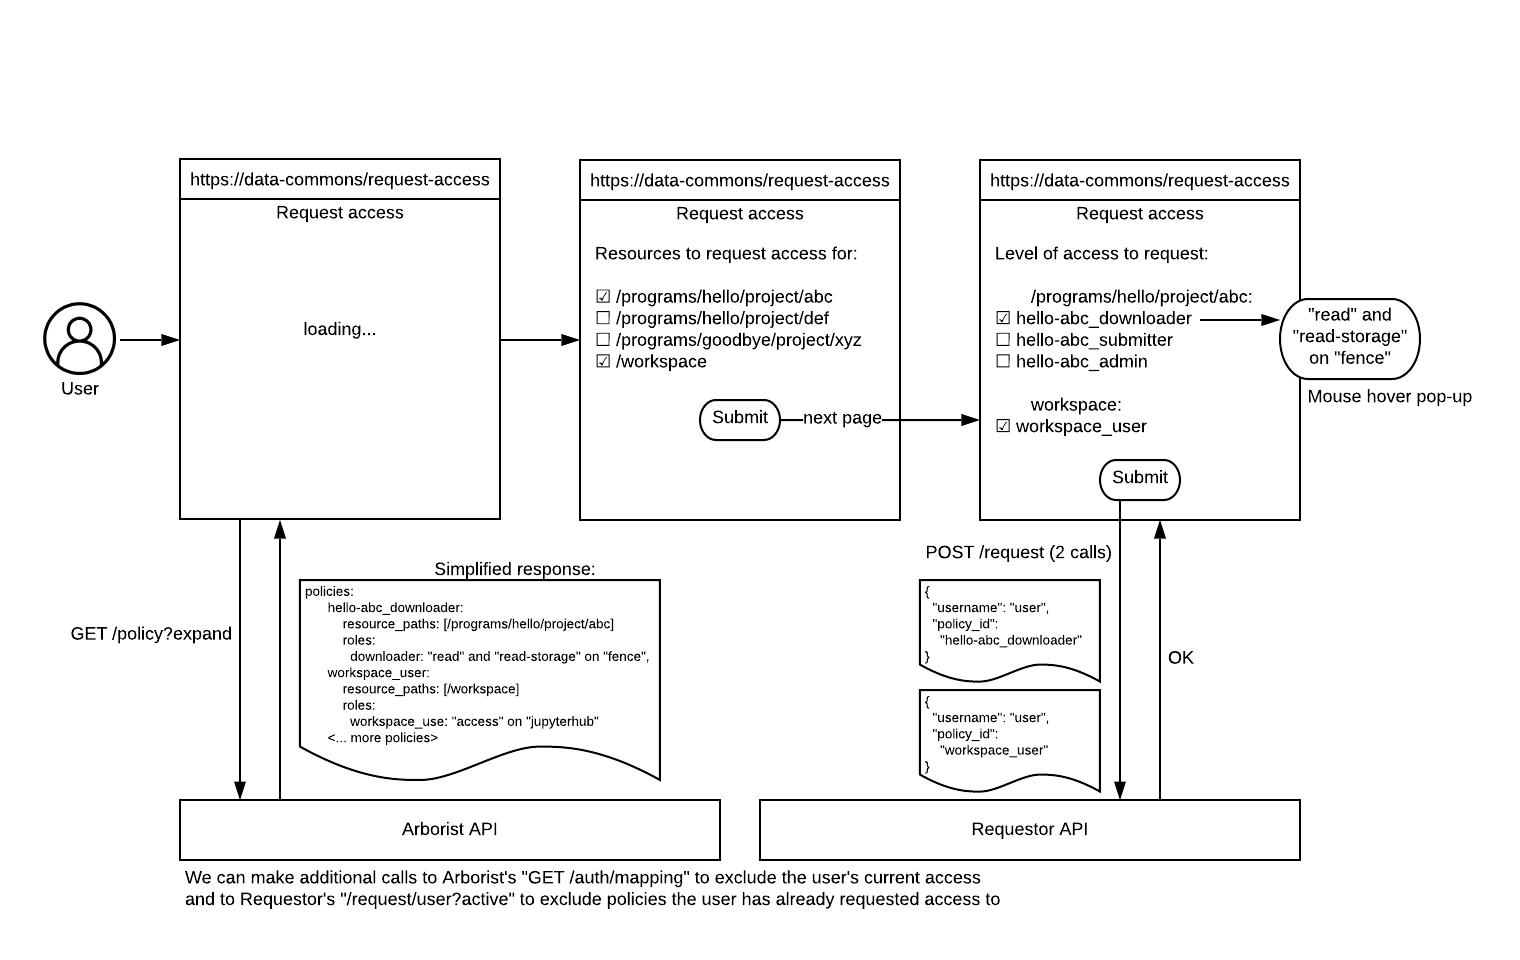 https://data-commons/request-access
Request access
loading...
User
https://data-commons/request-access
Request access
Resources to request access for:
☑ /programs/hello/project/abc
☐ /programs/hello/project/def
☐ /programs/goodbye/project/xyz
☑ /workspace
Submit
next page
https://data-commons/request-access
Request access
Level of access to request:
/programs/hello/project/abc:
☑ hello-abc_downloader
☐ hello-abc_submitter
☐ hello-abc_admin
workspace:
☑ workspace_user
Submit
"read" and
"read-storage"
on "fence"
Mouse hover pop-up
GET /policy?expand
Simplified response:
policies:
hello-abc_downloader:
resource_paths: [/programs/hello/project/abc]
roles:
downloader: "read" and "read-storage" on "fence",
workspace_user:
resource_paths: [/workspace]
roles:
workspace_use: "access" on "jupyterhub"
<... more policies>
POST /request (2 calls)
{
"username": "user",
"policy_id":
"hello-abc_downloader"
}
{
"username": "user",
"policy_id":
"workspace_user"
}
OK
Arborist API
Requestor API
We can make additional calls to Arborist's "GET /auth/mapping" to exclude the user's current access
and to Requestor's "/request/user?active" to exclude policies the user has already requested access to